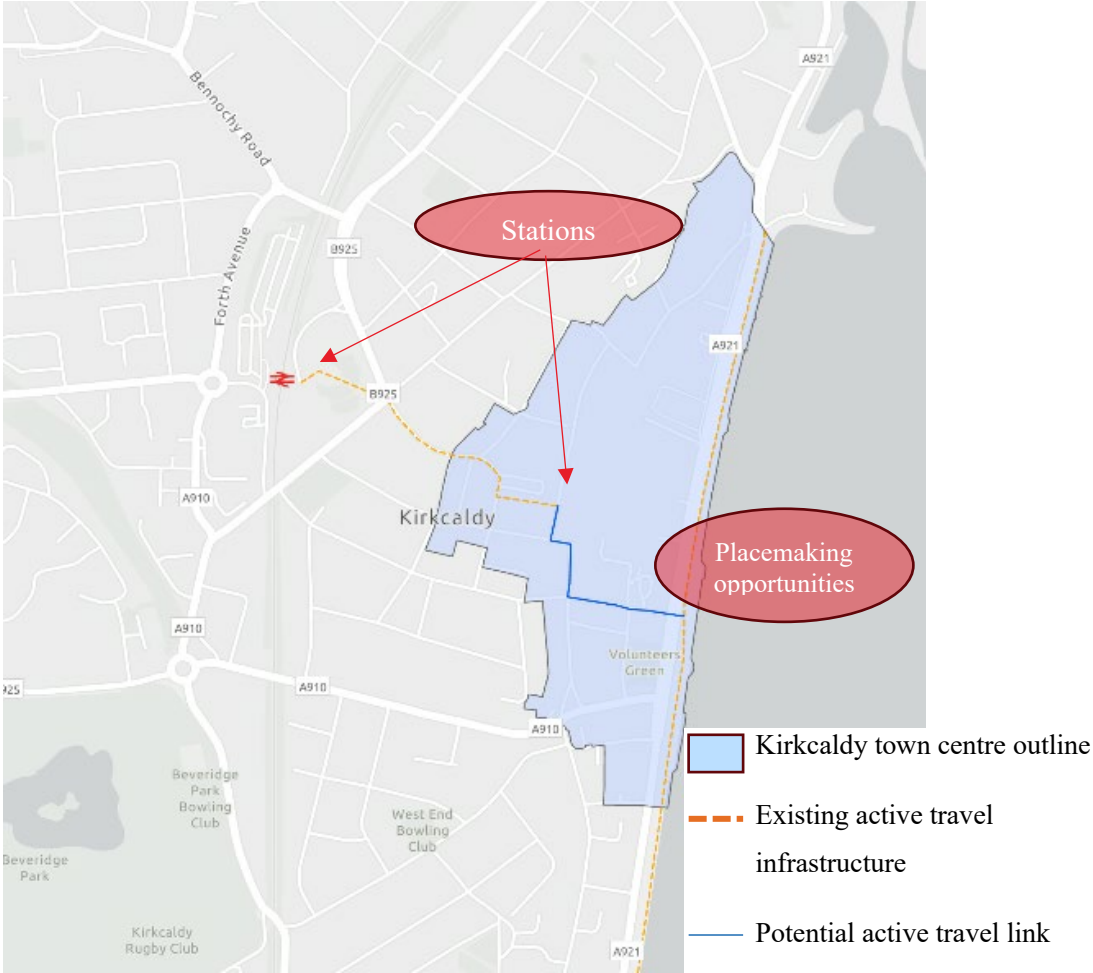 A921
Bennochy Road
Stations
B925
Forth Avenue
A921
B925
A910
Kirkcaldy
Placemaking
opportunities
A910
Volunteers
Green
A910
925
A910
Kirkcaldy town centre outline
Beveridge
Park
Bowling
Club
West End
Bowling
Club
Existing active travel
infrastructure
Beveridge
Park
Kirkcaldy
Rugby Club
A921
Potential active travel link